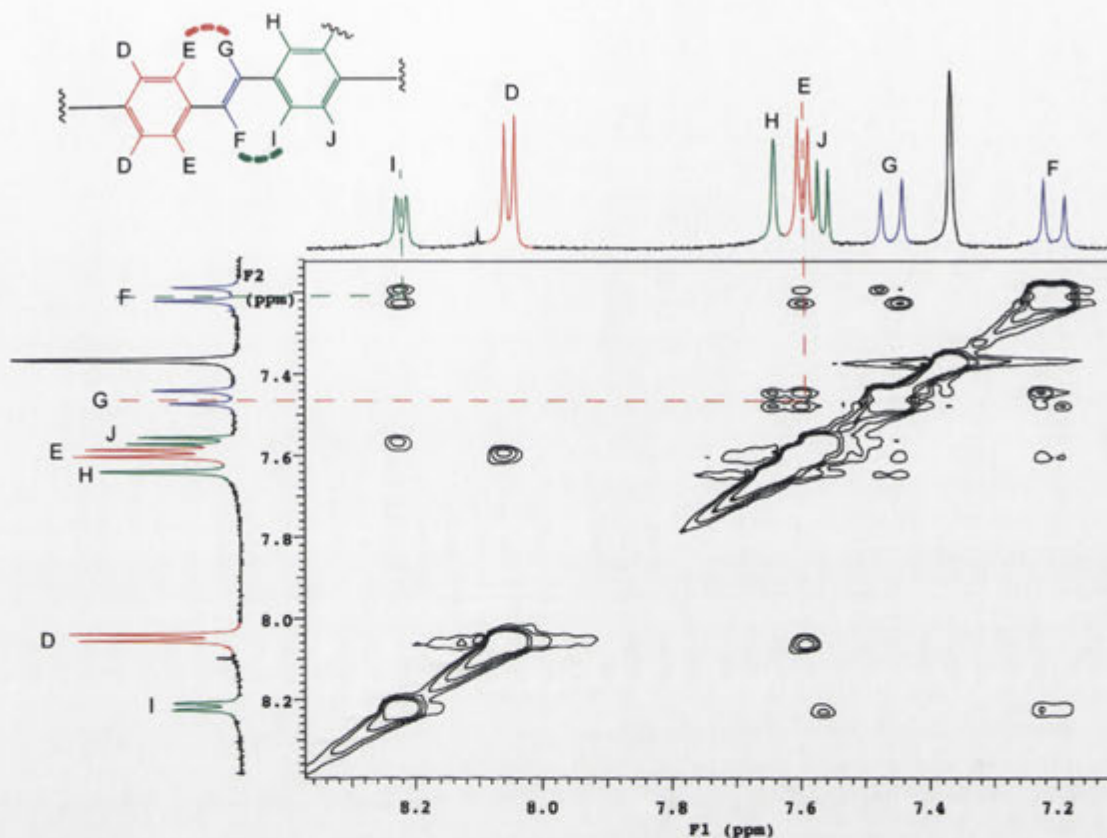 H
D E G
F I J
D E
I D H E J G F
F2
(ppm)
F
G
J
E
H
D
I
7.4
7.6
7.8
8.0
8.2
8.2 8.0 7.8 7.6 7.4 7.2
F1 (ppm)